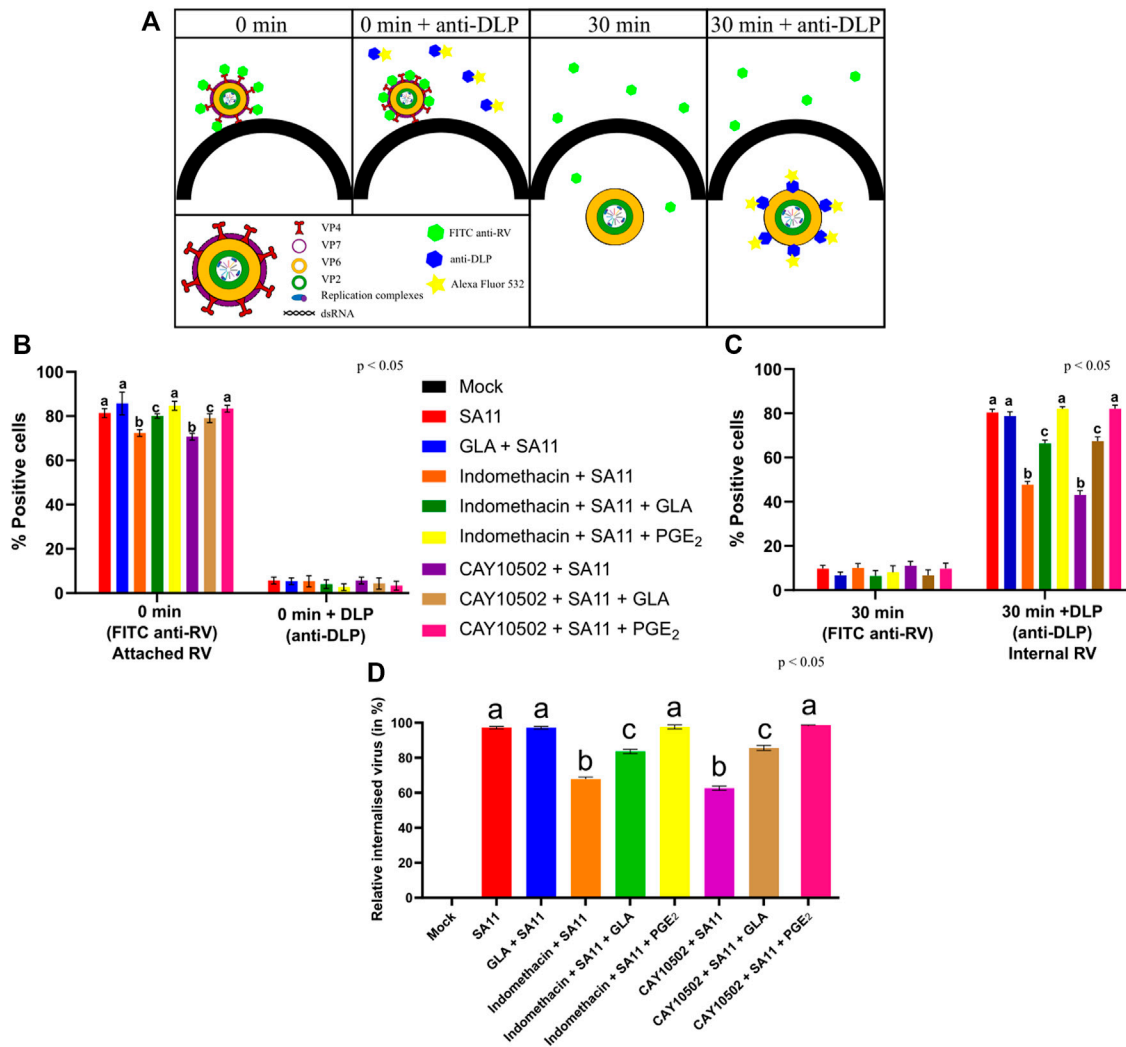 A
0 min
0 min + anti-DLP
30 min
30 min + anti-DLP
VP4
VP7
VP6
VP2
Replication complexes
dsRNA
FITC anti-RV
anti-DLP
Alexa Fluor 532
B
p < 0.05
% Positive cells
100
80
60
40
20
0
a
a
b
c
a
b
c
a
0 min
(FITC anti-RV)
Attached RV
0 min + DLP
(anti-DLP)
Mock
SA11
GLA + SA11
Indomethacin + SA11
Indomethacin + SA11 + GLA
Indomethacin + SA11 + PGE₂
CAY10502 + SA11
CAY10502 + SA11 + GLA
CAY10502 + SA11 + PGE₂
C
p < 0.05
% Positive cells
100
80
60
40
20
0
a
a
b
c
a
b
c
a
30 min
(FITC anti-RV)
30 min +DLP
(anti-DLP)
Internal RV
D
p < 0.05
Relative internalised virus (in %)
100
80
60
40
20
0
a
a
b
c
a
b
c
a
Mock
SA11
GLA + SA11
Indomethacin + SA11
Indomethacin + SA11 + GLA
Indomethacin + SA11 + PGE₂
CAY10502 + SA11
CAY10502 + SA11 + GLA
CAY10502 + SA11 + PGE₂